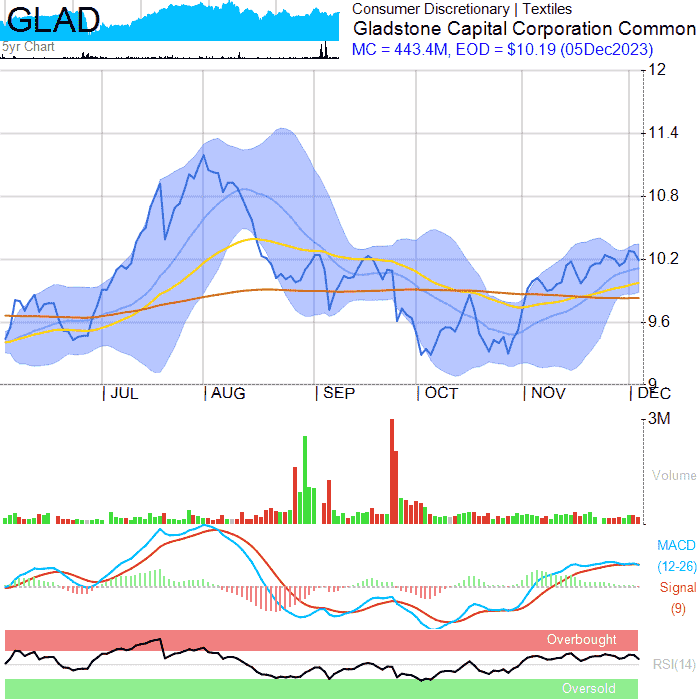 GLAD
5yr Chart
Consumer Discretionary | Textiles
Gladstone Capital Corporation Common
MC = 443.4M, EOD = $10.19 (05Dec2023)
12
11.4
10.8
10.2
9.6
9
JUL
AUG
SEP
OCT
NOV
DEC
3M
Volume
MACD
(12-26)
Signal
(9)
Overbought
RSI(14)
Oversold